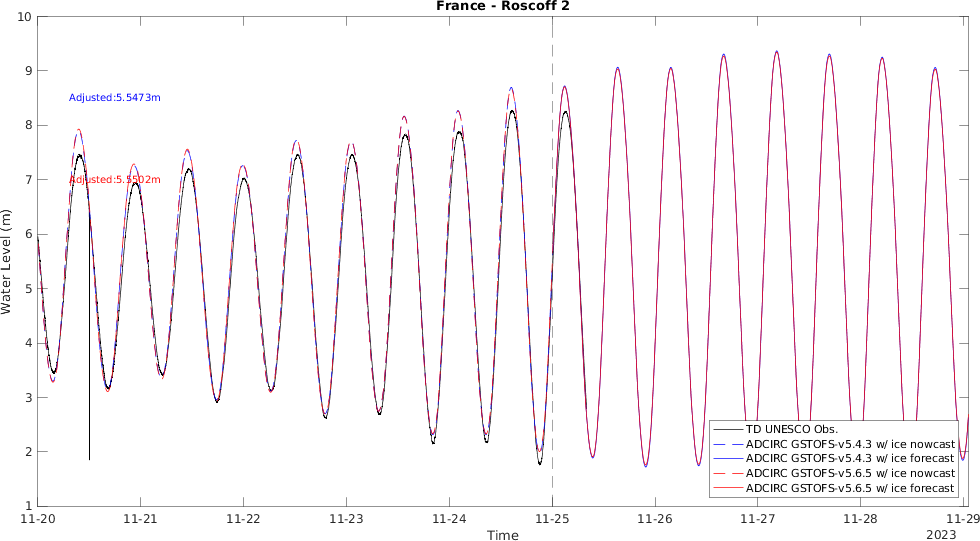 France - Roscoff 2
10
9
8
7
6
5
4
3
2
1
Water Level (m)
Adjusted:5.5473m
Adjusted:5.5502m
TD UNESCO Obs.
ADCIRC GSTOFS-v5.4.3 w/ ice nowcast
ADCIRC GSTOFS-v5.4.3 w/ ice forecast
ADCIRC GSTOFS-v5.6.5 w/ ice nowcast
ADCIRC GSTOFS-v5.6.5 w/ ice forecast
11-20 11-21 11-22 11-23 11-24 11-25 11-26 11-27 11-28 11-29
Time
2023